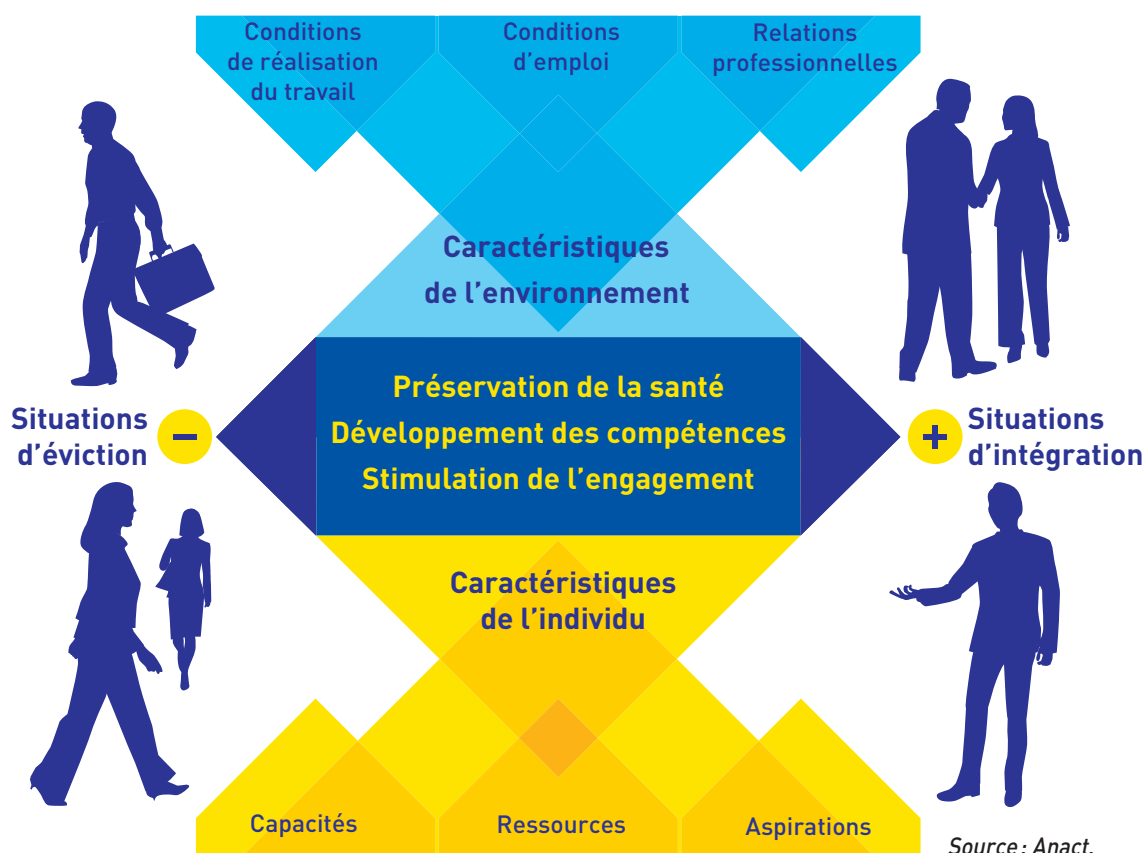 Conditions
de réalisation
du travail
Conditions
d’emploi
Relations
professionnelles
Caractéristiques
de l’environnement
Préservation de la santé
Développement des compétences
Stimulation de l’engagement
Situations
d’éviction
−
+
Situations
d’intégration
Caractéristiques
de l’individu
Capacités
Ressources
Aspirations
Source : Anact.